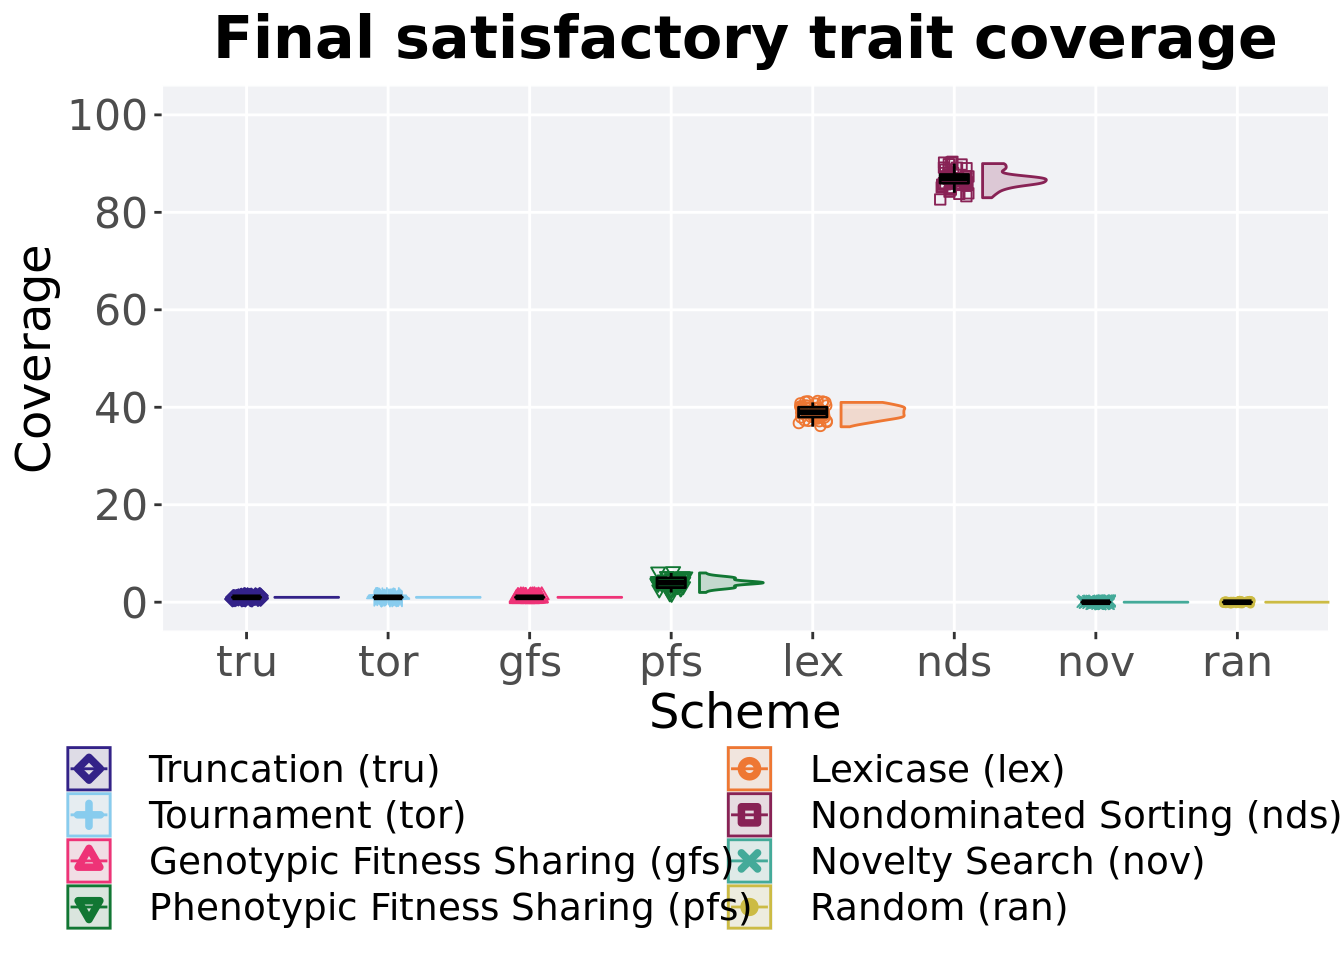 Final satisfactory trait coverage
100
80
60
40
20
0
Coverage
tru tor gfs pfs lex nds nov ran
Scheme
Truncation (tru)
Tournament (tor)
Genotypic Fitness Sharing (gfs)
Phenotypic Fitness Sharing (pfs)
Lexicase (lex)
Nondominated Sorting (nds)
Novelty Search (nov)
Random (ran)